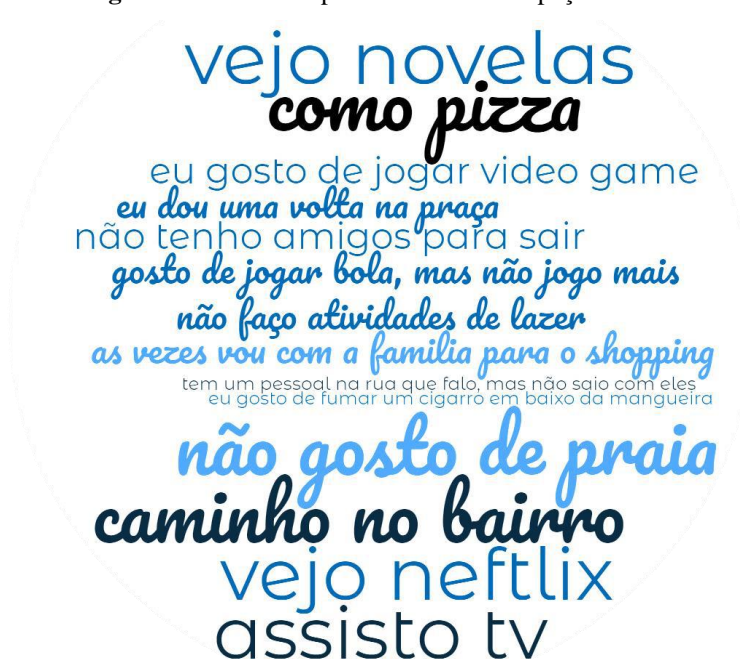 vejo novelas
como pizza
eu gosto de jogar video game
eu dou uma volta na praça
não tenho amigos para sair
gosto de jogar bola, mas não jogo mais
não faço atividades de lazer
as vezes vou com a familia para o shopping
tem um pessoal na rua que falo, mas não saio com eles
eu gosto de fumar um cigarro em baixo da mangueira
não gosto de praia
caminho no bairro
vejo neftlix
assisto tv